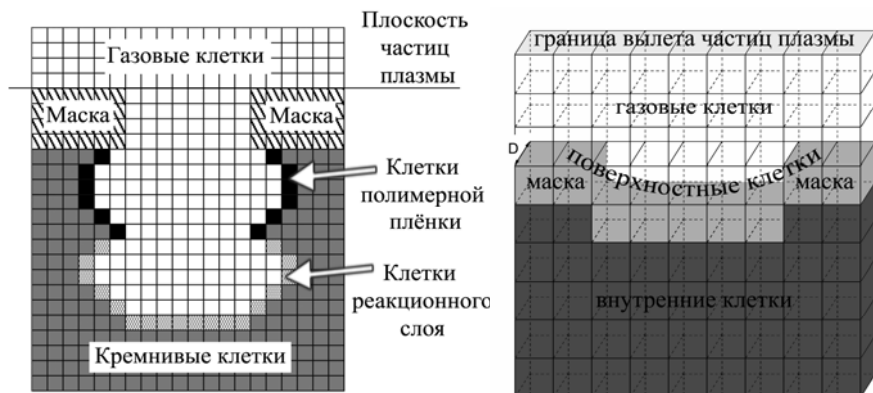 Газовые клетки
Плоскость
частиц
плазмы
Маска
Маска
Клетки
полимерной
плёнки
Клетки
реакционного
слоя
Кремнивые клетки
граница вылета частиц плазмы
газовые клетки
D
поверхностные клетки
маска
маска
внутренние клетки